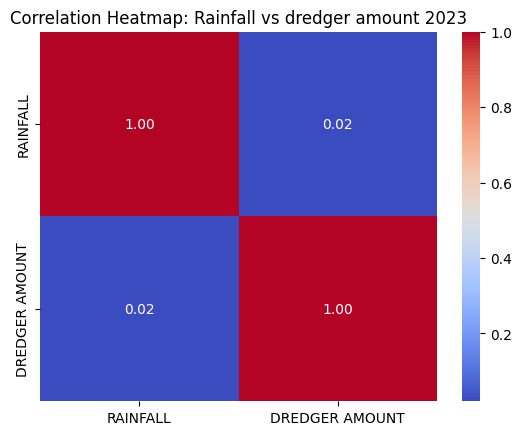 Correlation Heatmap: Rainfall vs dredger amount 2023
RAINFALL
DREDGER AMOUNT
1.00
0.02
0.02
1.00
RAINFALL
DREDGER AMOUNT
1.0
0.8
0.6
0.4
0.2